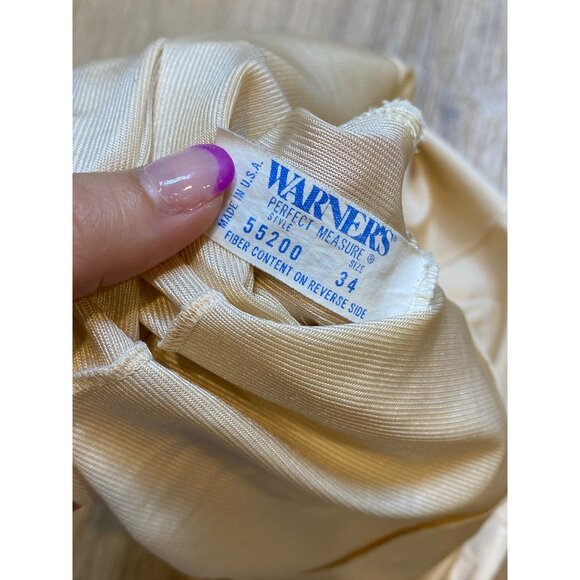 MADE IN U.S.A.
WARNER'S®
PERFECT MEASURE®
STYLE SIZE
55200 34
FIBER CONTENT ON REVERSE SIDE